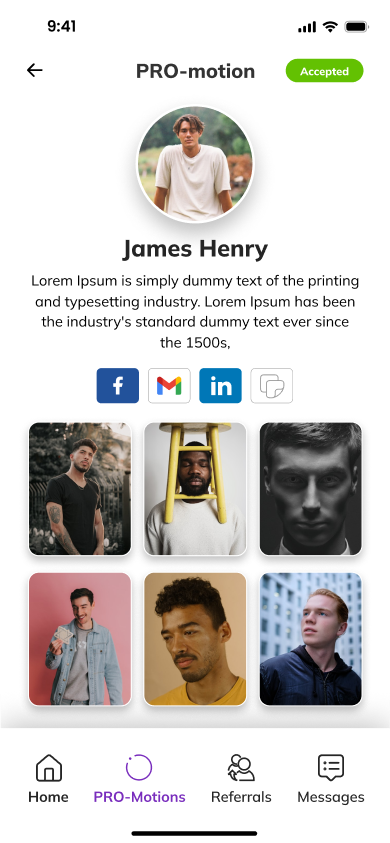 9:41
PRO-motion
Accepted
James Henry
Lorem Ipsum is simply dummy text of the printing
and typesetting industry. Lorem Ipsum has been
the industry's standard dummy text ever since
the 1500s,
f
M
in
Home
PRO-Motions
Referrals
Messages